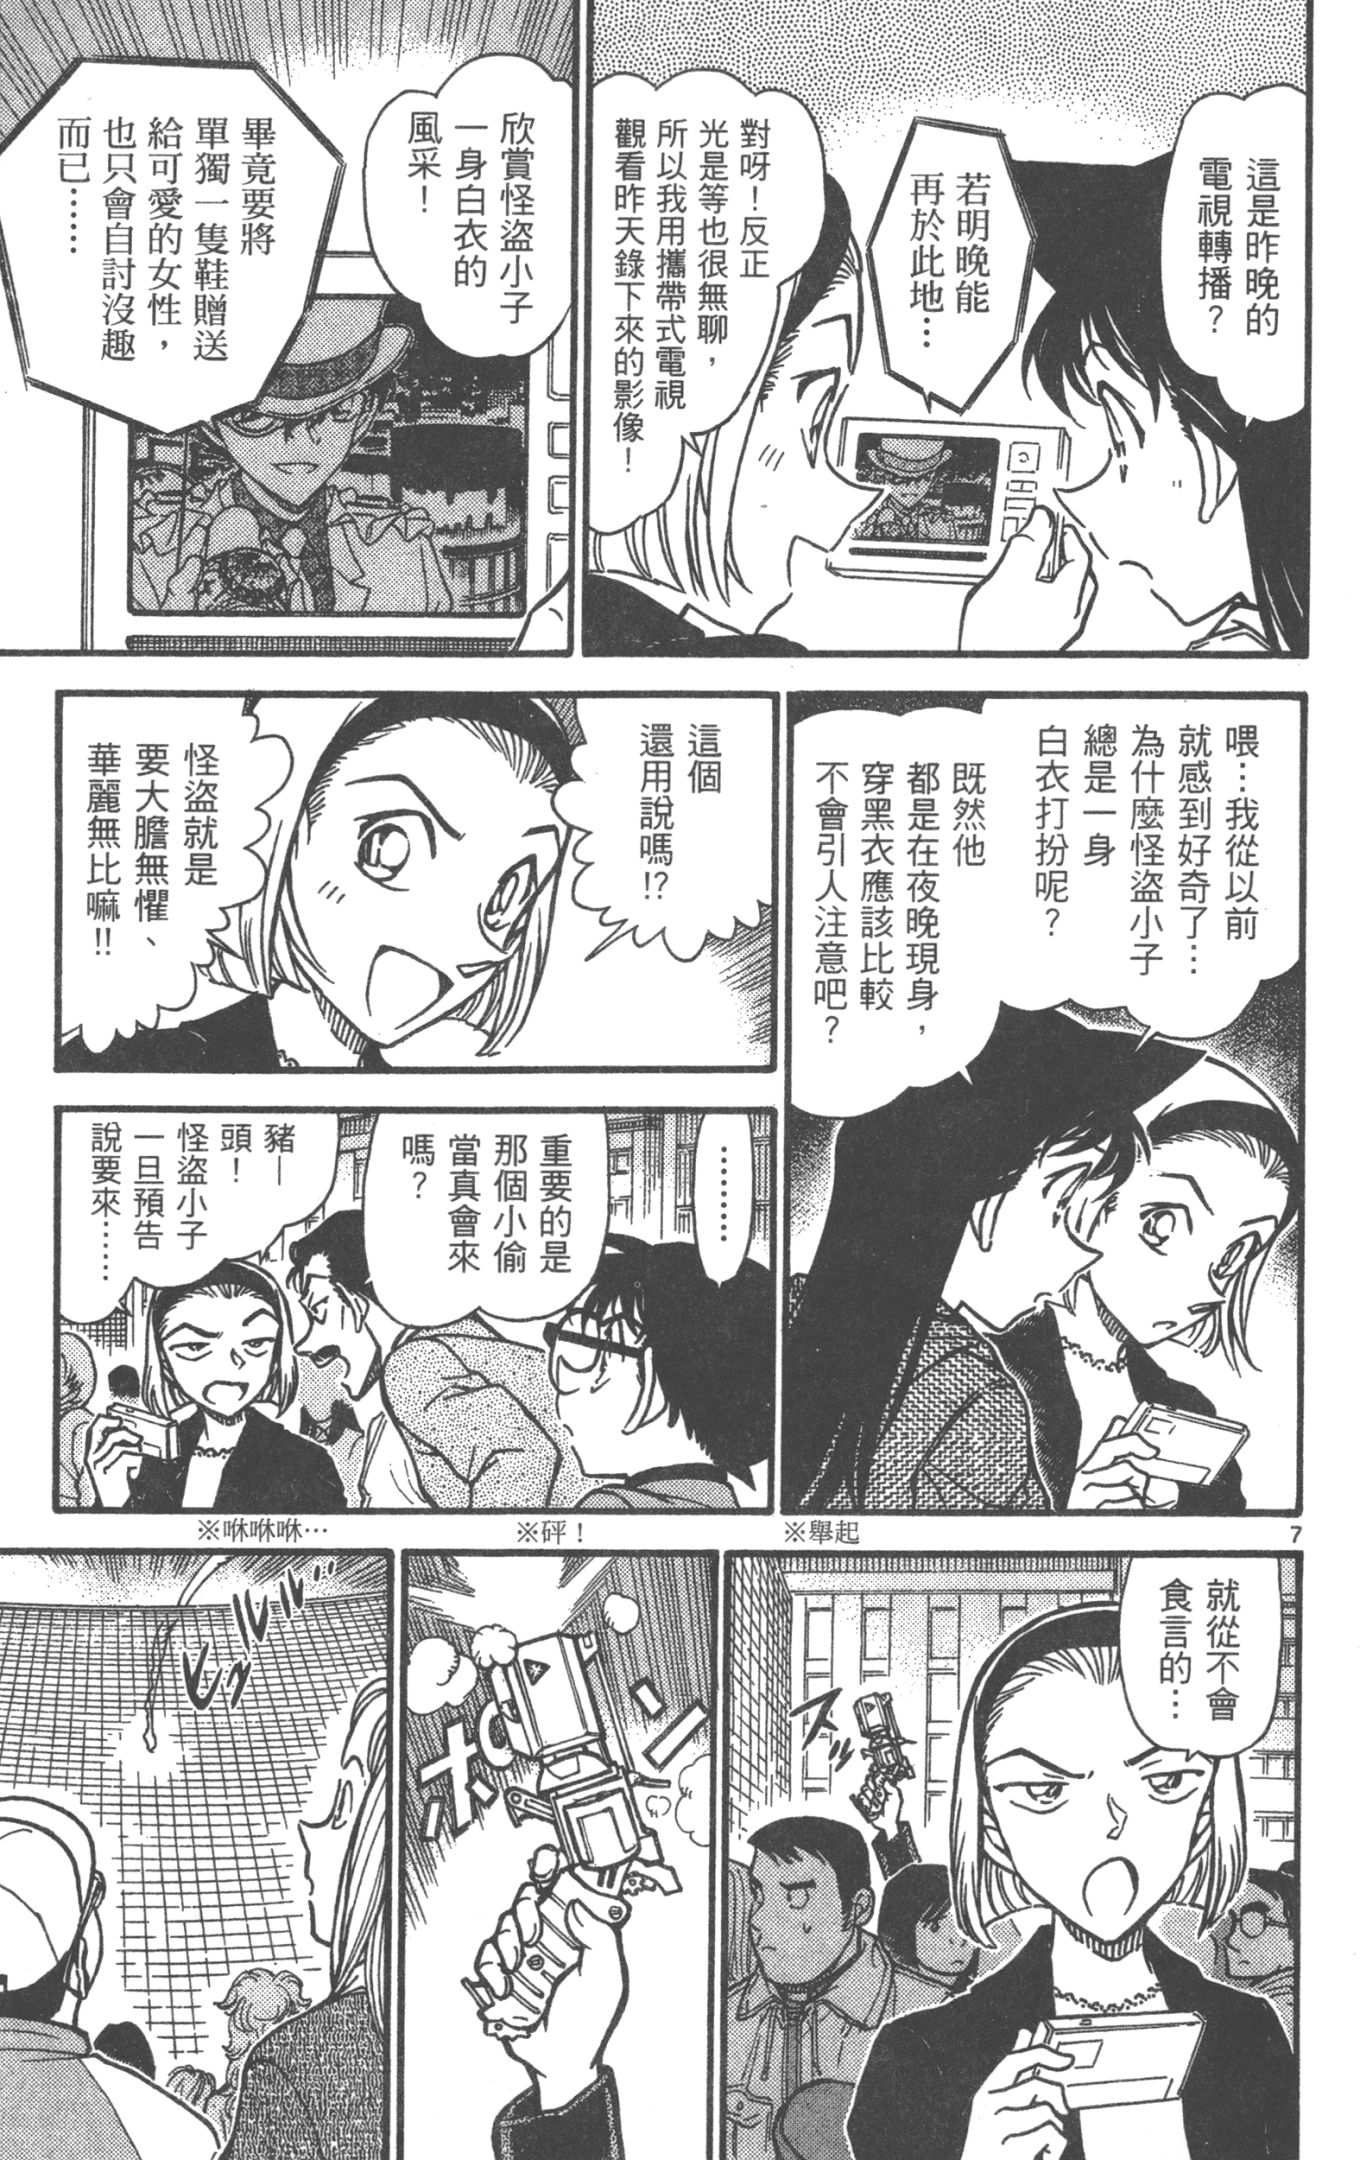 這是昨晚的
電視轉播？
若明晚能
再於此地…
對呀！反正
光是等也很無聊，
所以我用攜帶式電視
觀看昨天錄下來的影像！
欣賞怪盜小子
一身白衣的
風采！
畢竟要將
單獨一隻鞋贈送
給可愛的女性，
也只會自討沒趣
而已……
喂…我從以前
就感到好奇了…
為什麼怪盜小子
總是一身
白衣打扮呢？
既然他
都是在夜晚現身，
穿黑衣應該比較
不會引人注意吧？
這個
還用說嗎!?
怪盜就是
要大膽無懼、
華麗無比嘛!!
………
重要的是
那個小偷
當真會來
嗎？
豬—
頭！
怪盜小子
一旦預告
說要來……
※咻咻咻…
※砰！
※舉起
7
就從不會
食言的…
スッ
ドン
ヒュルルル…